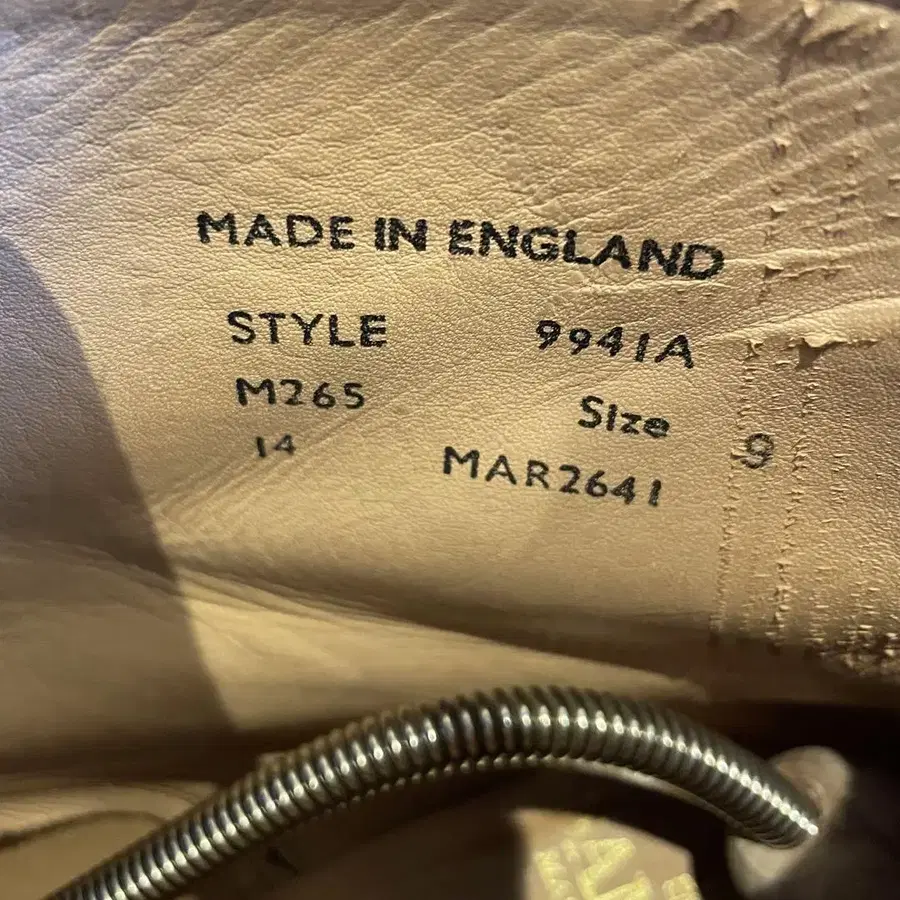 MADE IN ENGLAND
STYLE 9941A
M265 Size 9
14 MAR2641